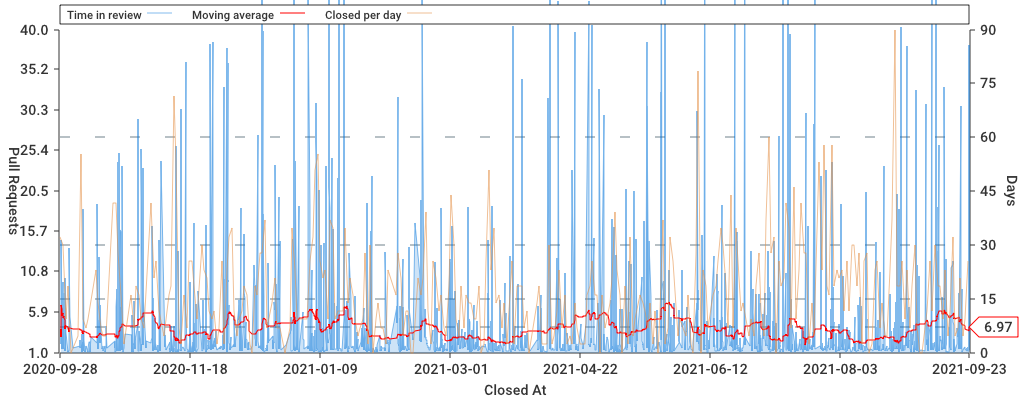 Time in review Moving average Closed per day
40.0 90
35.2 75
30.3
25.4 60
20.5 45
15.7 30
10.8
5.9 15
6.97
1.0 0
Pull Requests
Days
2020-09-28 2020-11-18 2021-01-09 2021-03-01 2021-04-22 2021-06-12 2021-08-03 2021-09-23
Closed At